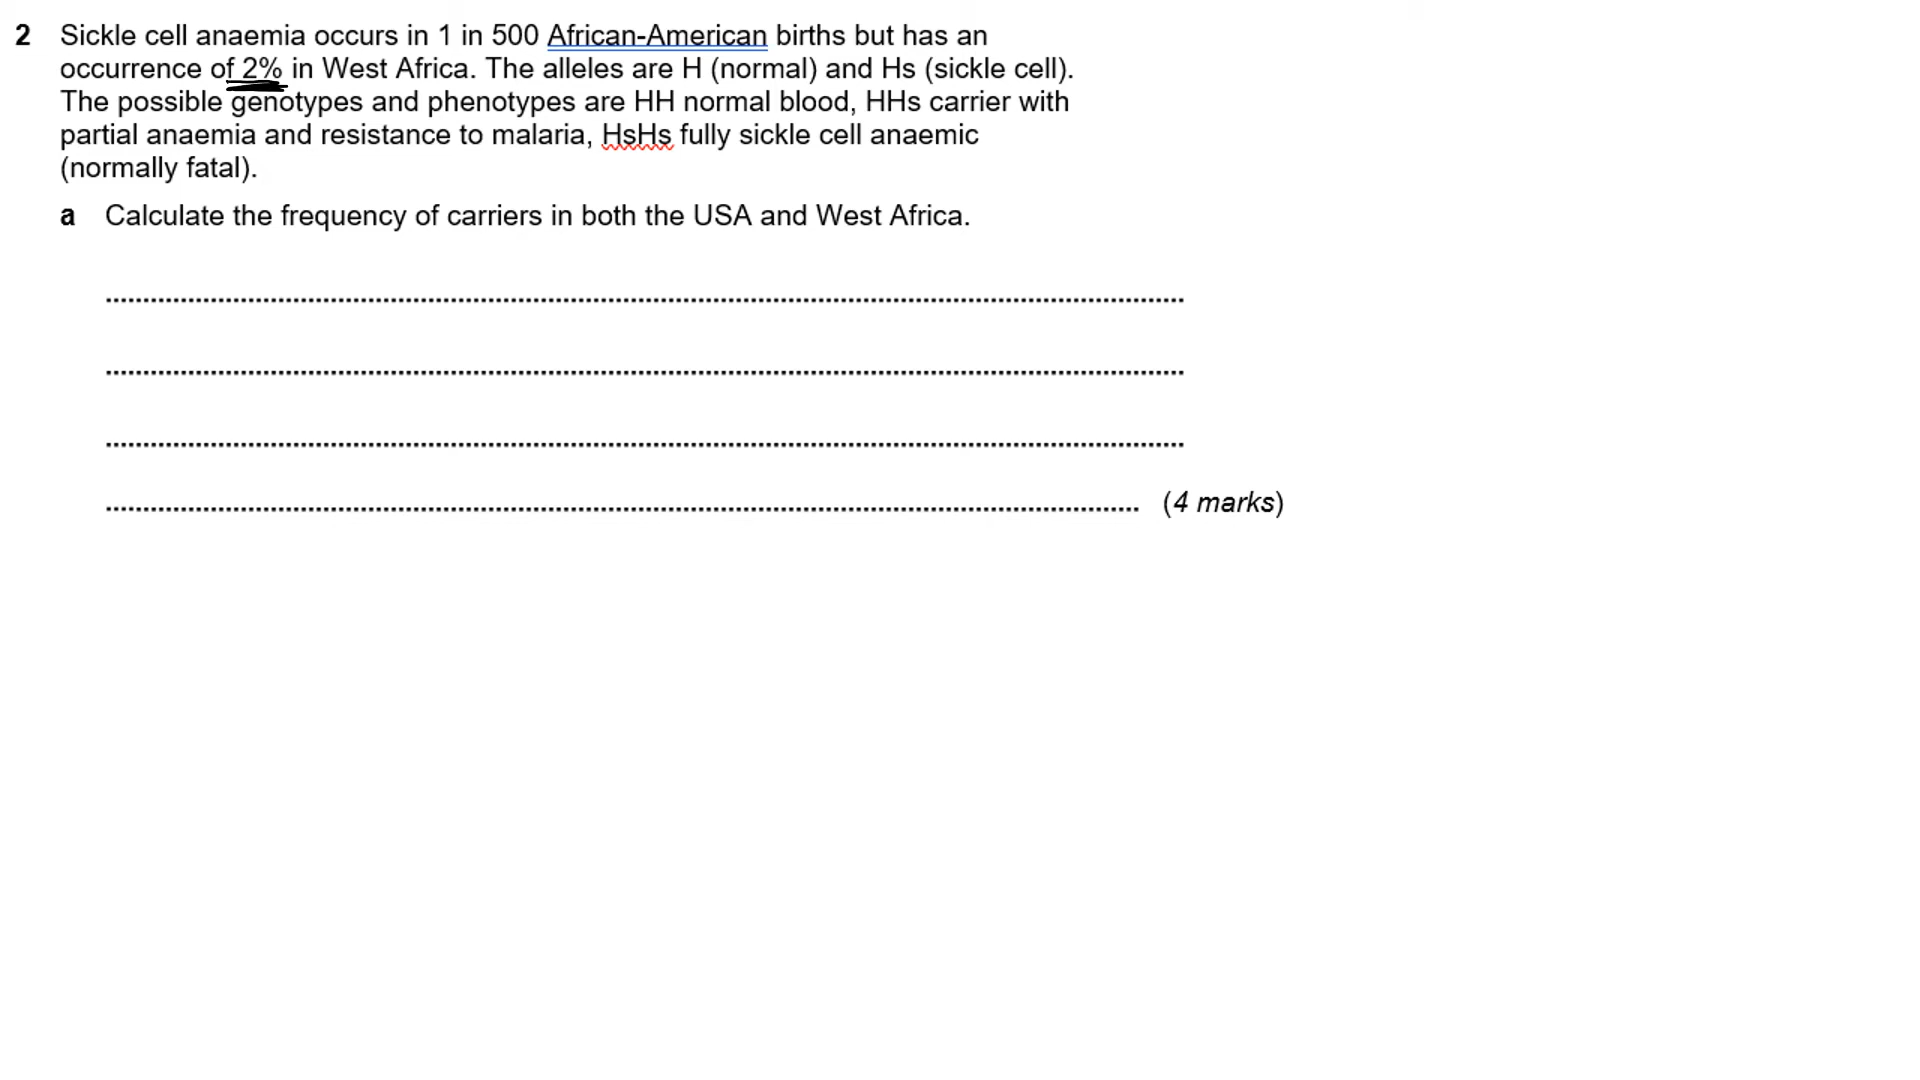 2 Sickle cell anaemia occurs in 1 in 500 African-American births but has an
occurrence of 2% in West Africa. The alleles are H (normal) and Hs (sickle cell).
The possible genotypes and phenotypes are HH normal blood, HHs carrier with
partial anaemia and resistance to malaria, HsHs fully sickle cell anaemic
(normally fatal).
a Calculate the frequency of carriers in both the USA and West Africa.
(4 marks)